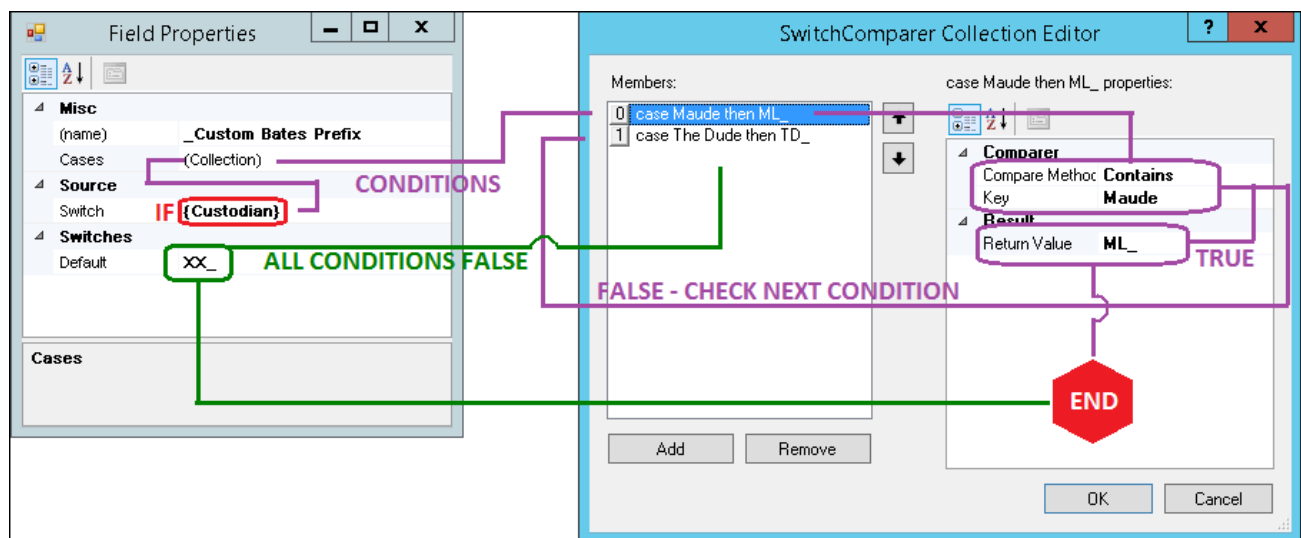 Field Properties
Misc
(name) _Custom Bates Prefix
Cases (Collection)
CONDITIONS
Source
Switch IF {Custodian}
Switches
Default XX_
ALL CONDITIONS FALSE
Cases
SwitchComparer Collection Editor
? X
Members:
0 case Maude then ML_
1 case The Dude then TD_
case Maude then ML_ properties:
Comparer
Compare Method Contains
Key Maude
Result
Return Value ML_
TRUE
FALSE - CHECK NEXT CONDITION
END
Add Remove
OK Cancel